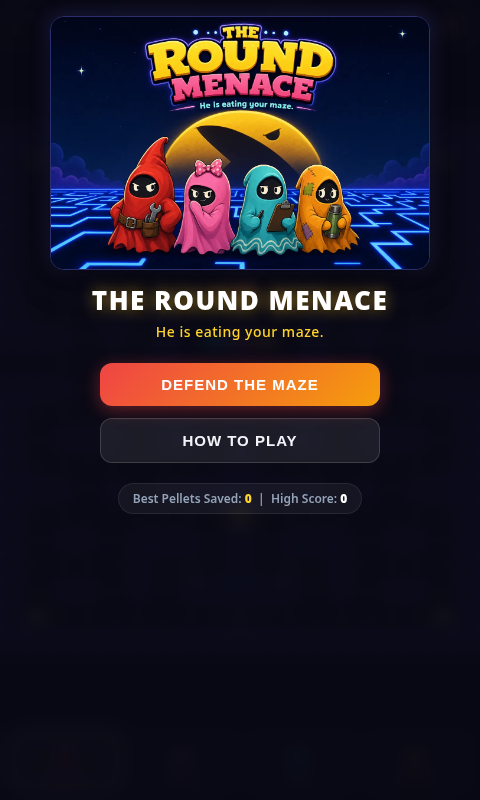 THE
ROUND
MENACE
He is eating your maze.
THE ROUND MENACE
He is eating your maze.
DEFEND THE MAZE
HOW TO PLAY
Best Pellets Saved: 0 | High Score: 0